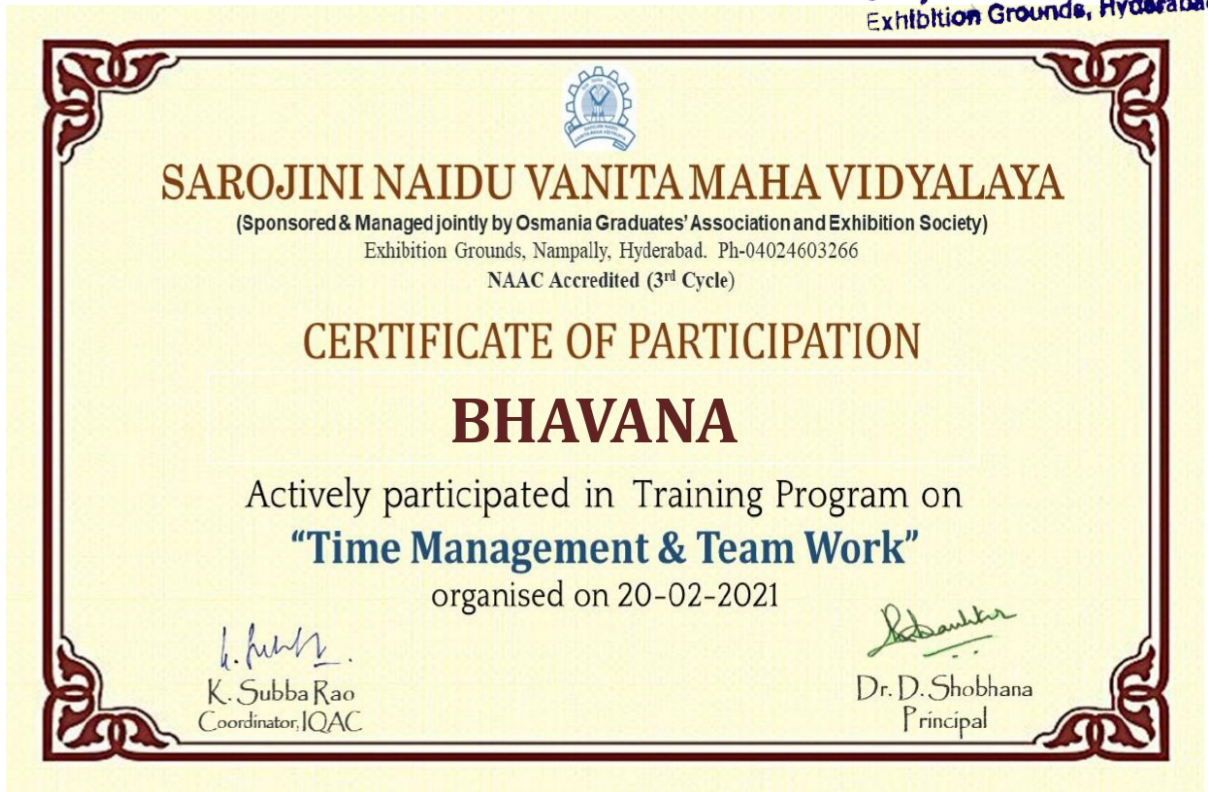 Exhibition Grounds, Hyderabad
SAROJINI NAIDU VANITA MAHA VIDYALAYA
(Sponsored & Managed jointly by Osmania Graduates' Association and Exhibition Society)
Exhibition Grounds, Nampally, Hyderabad. Ph-04024603266
NAAC Accredited (3rd Cycle)
CERTIFICATE OF PARTICIPATION
BHAVANA
Actively participated in Training Program on
“Time Management & Team Work”
organised on 20-02-2021
K. Subba Rao
Coordinator, IQAC
Dr. D. Shobhana
Principal